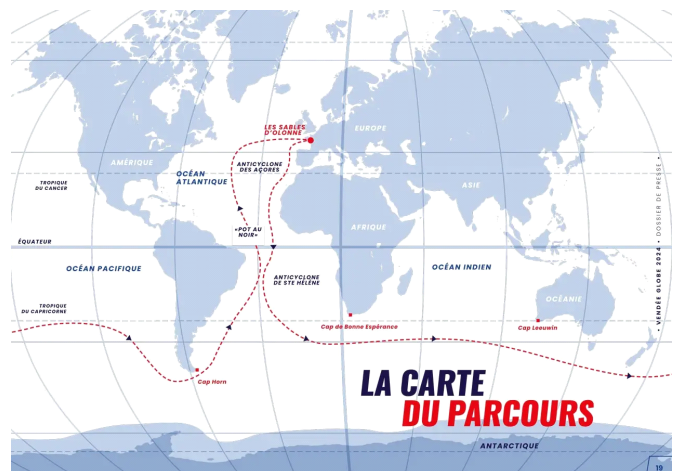 LES SABLES
D'OLONNE
EUROPE
AMÉRIQUE
ANTICYCLONE
DES AÇORES
OCÉAN
ATLANTIQUE
TROPIQUE
DU CANCER
ASIE
«POT AU
NOIR»
AFRIQUE
ÉQUATEUR
OCÉAN PACIFIQUE
ANTICYCLONE
DE STE HÉLÈNE
OCÉAN INDIEN
OCÉANIE
TROPIQUE
DU CAPRICORNE
Cap de Bonne Espérance
Cap Leeuwin
Cap Horn
LA CARTE
DU PARCOURS
ANTARCTIQUE
• VENDÉE GLOBE 2024 • DOSSIER DE PRESSE •
19